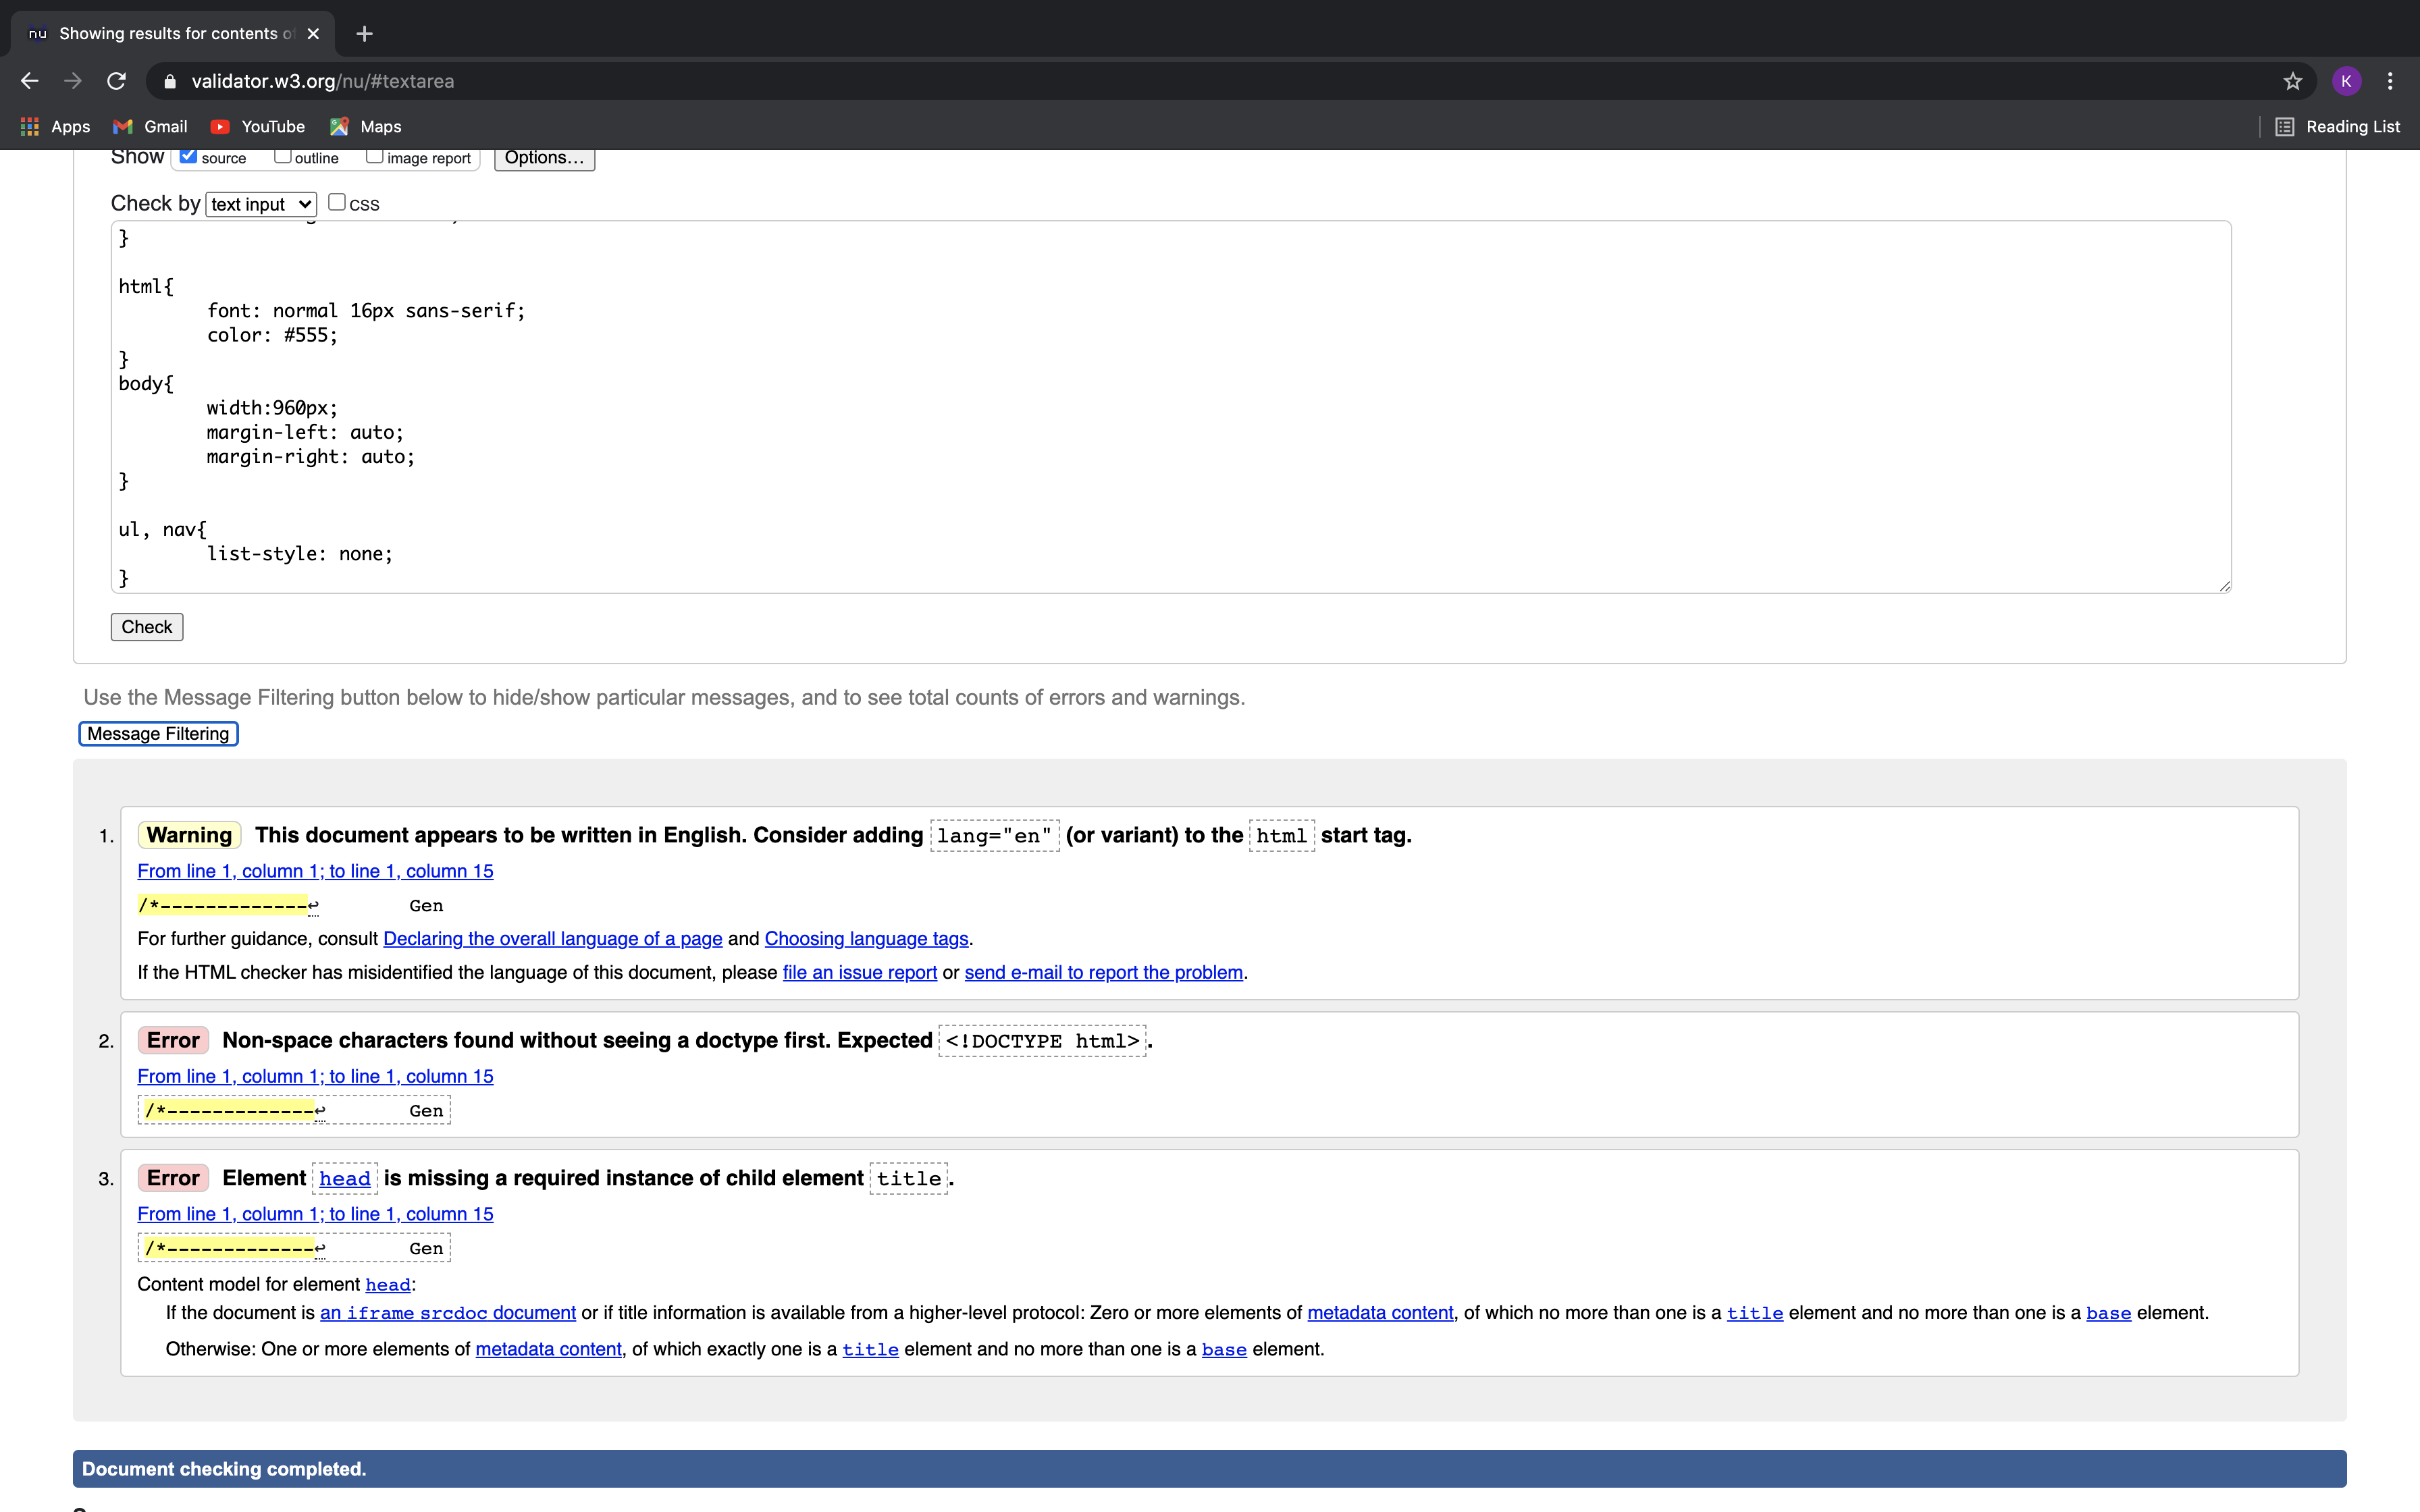 nu Showing results for contents of
validator.w3.org/nu/#textarea
K
Apps Gmail YouTube Maps Reading List
Show source outline image report Options...
Check by text input css
}
html{
font: normal 16px sans-serif;
color: #555;
}
body{
width:960px;
margin-left: auto;
margin-right: auto;
}
ul, nav{
list-style: none;
}
Check
Use the Message Filtering button below to hide/show particular messages, and to see total counts of errors and warnings.
Message Filtering
1. Warning This document appears to be written in English. Consider adding lang="en" (or variant) to the html start tag.
From line 1, column 1; to line 1, column 15
/*-------------↩ Gen
For further guidance, consult Declaring the overall language of a page and Choosing language tags.
If the HTML checker has misidentified the language of this document, please file an issue report or send e-mail to report the problem.
2. Error Non-space characters found without seeing a doctype first. Expected <!DOCTYPE html>.
From line 1, column 1; to line 1, column 15
/*-------------↩ Gen
3. Error Element head is missing a required instance of child element title.
From line 1, column 1; to line 1, column 15
/*-------------↩ Gen
Content model for element head:
If the document is an iframe srcdoc document or if title information is available from a higher-level protocol: Zero or more elements of metadata content, of which no more than one is a title element and no more than one is a base element.
Otherwise: One or more elements of metadata content, of which exactly one is a title element and no more than one is a base element.
Document checking completed.